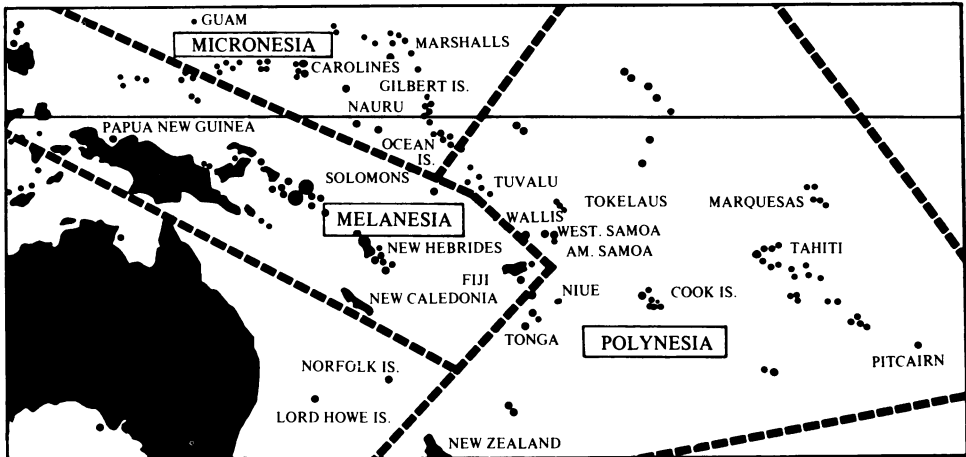 GUAM
MICRONESIA
MARSHALLS
CAROLINES
GILBERT IS.
NAURU
PAPUA NEW GUINEA
OCEAN
IS.
SOLOMONS
TUVALU
TOKELAUS
MARQUESAS
MELANESIA
WALLIS
WEST. SAMOA
AM. SAMOA
NEW HEBRIDES
TAHITI
FIJI
NIUE
COOK IS.
NEW CALEDONIA
TONGA
POLYNESIA
PITCAIRN
NORFOLK IS.
LORD HOWE IS.
NEW ZEALAND